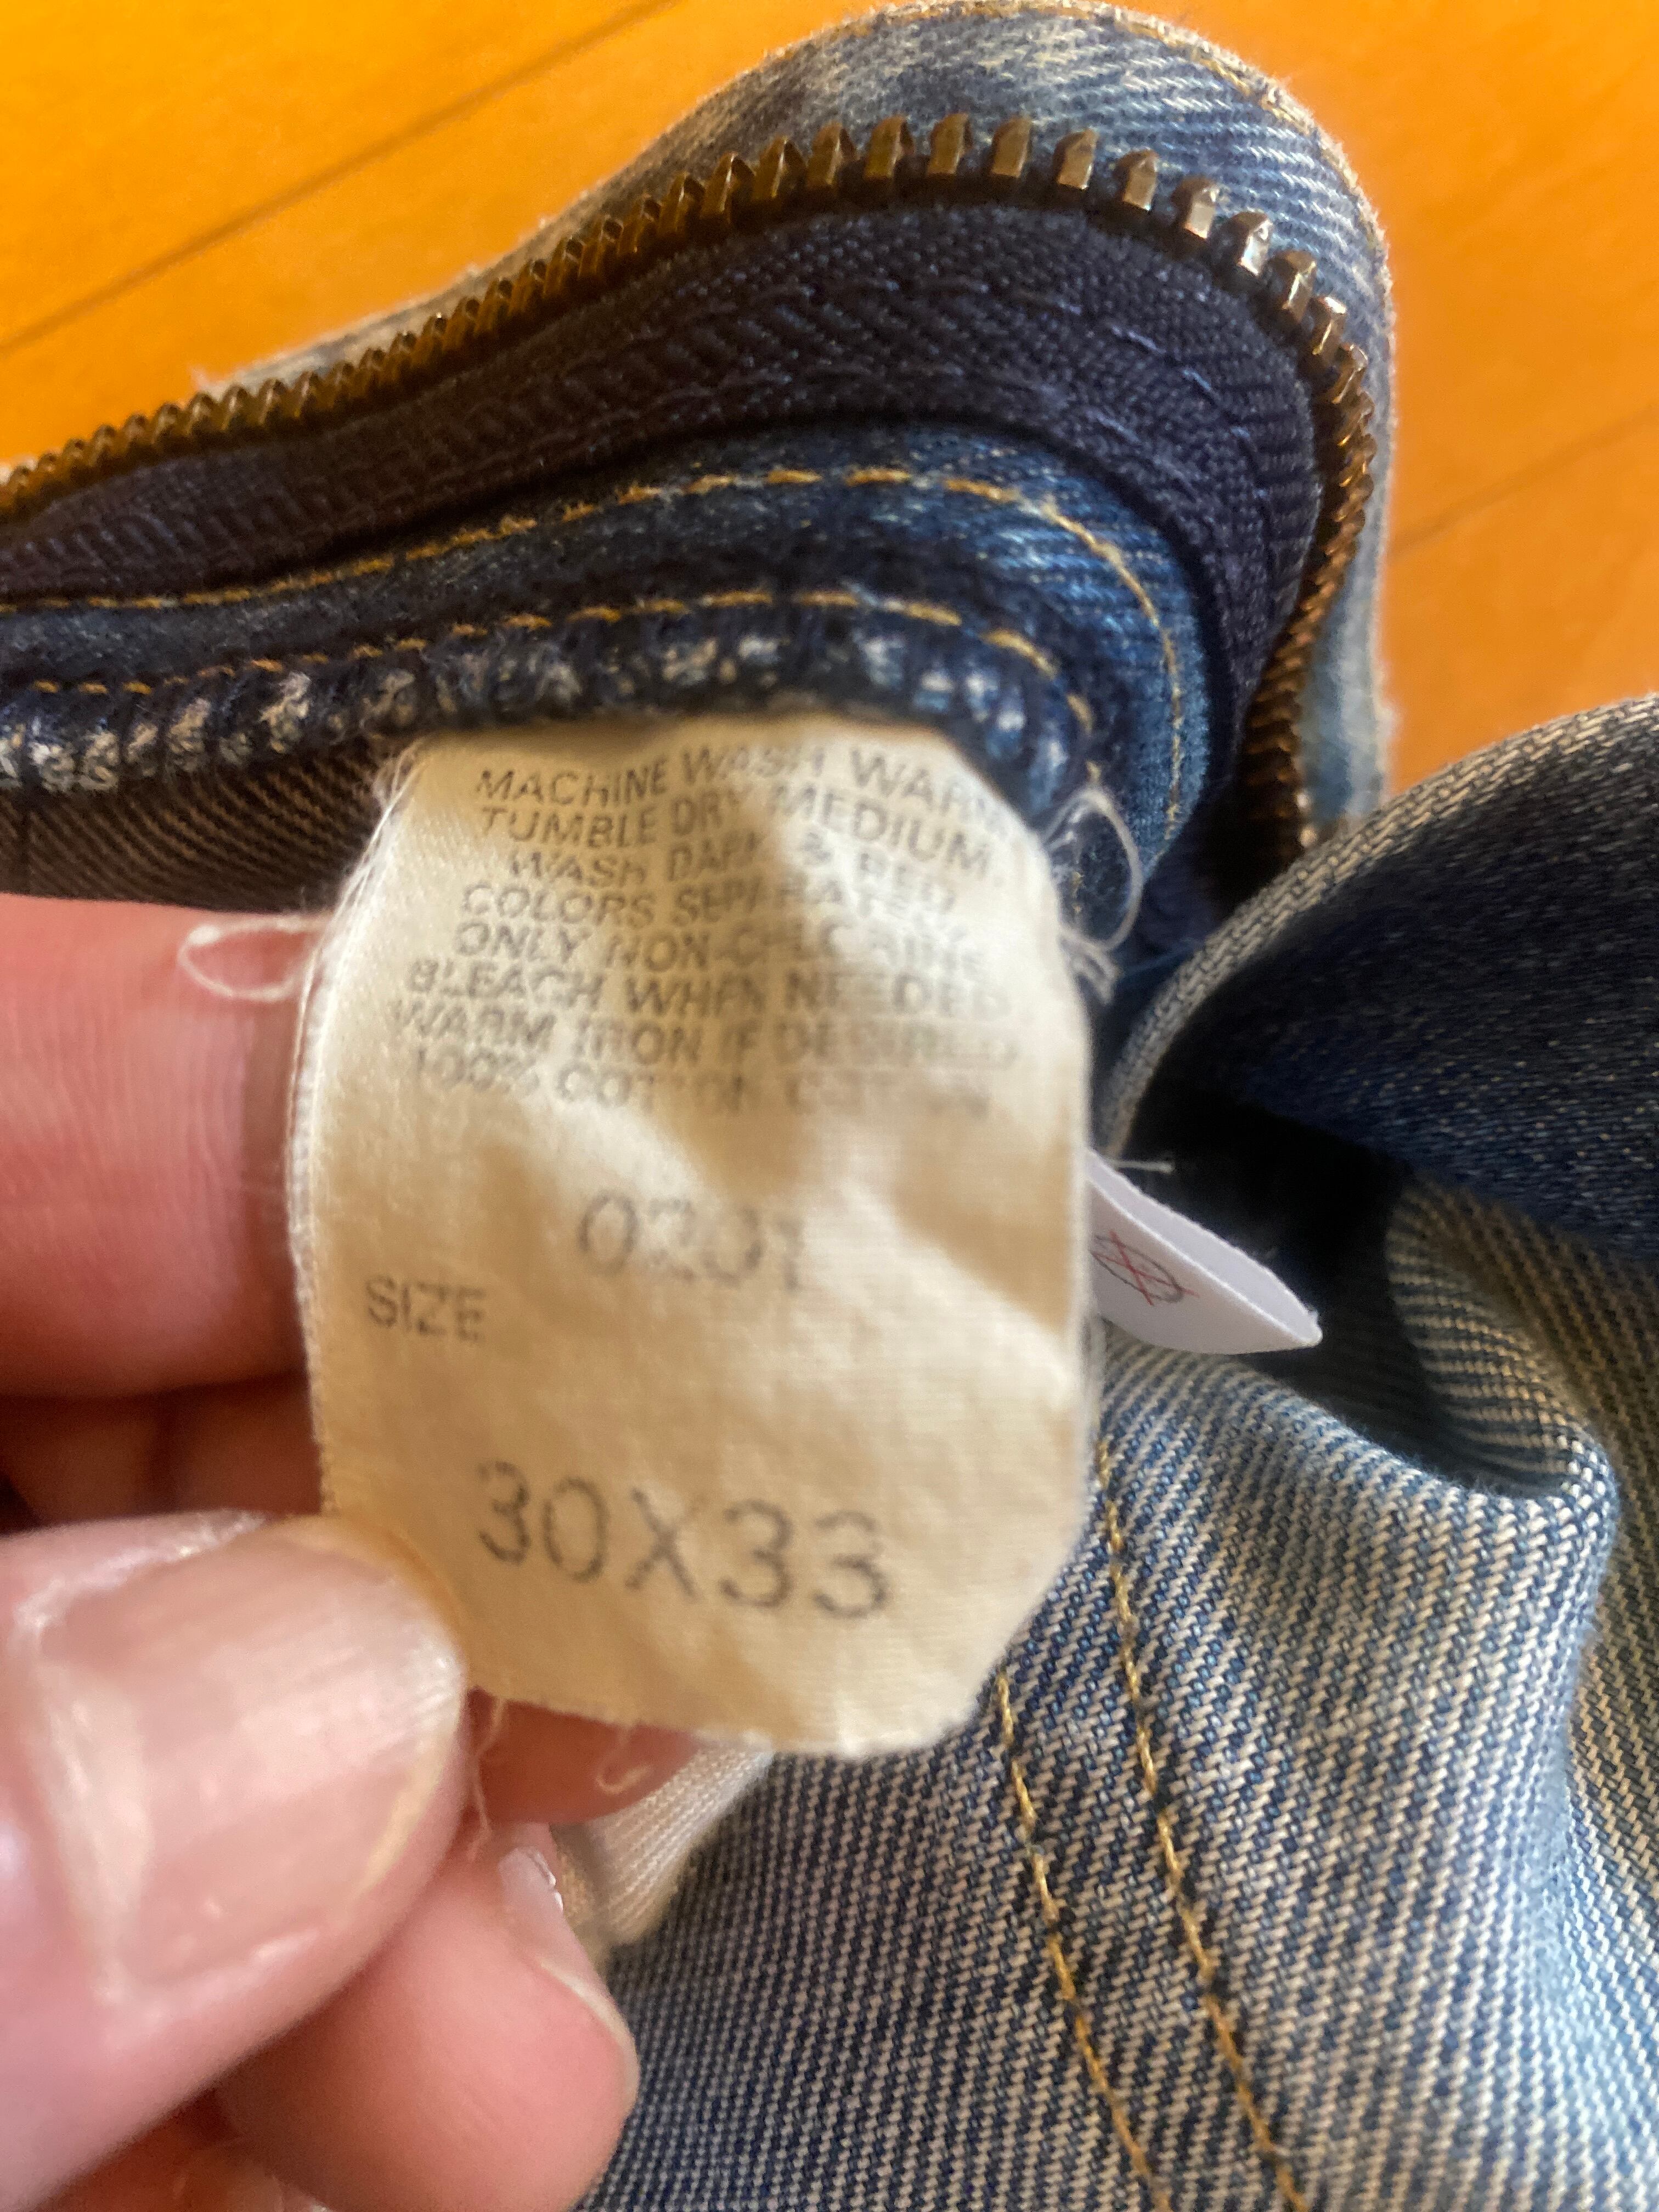 MACHINE WASH WARM
TUMBLE DRY MEDIUM.
WASH DARK & RED
COLORS SEPARATELY
ONLY NON-CHLORINE
BLEACH WHEN NEEDED
WARM IRON IF DESIRED
100% COTTON COTTON
SIZE
30X33